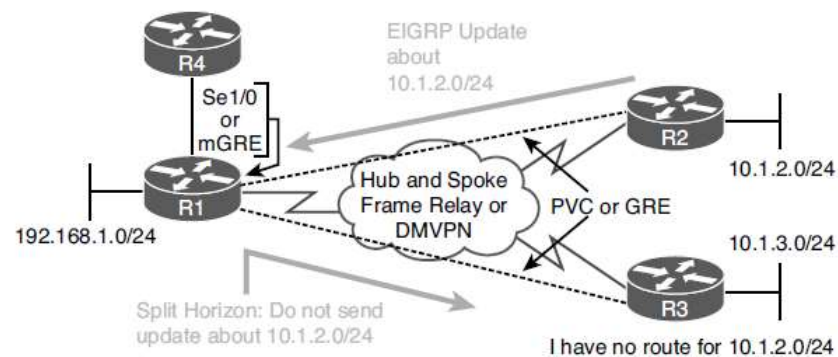 EIGRP Update
about
10.1.2.0/24
R4
Se1/0
or
mGRE
R2
10.1.2.0/24
R1
192.168.1.0/24
Hub and Spoke
Frame Relay or
DMVPN
PVC or GRE
10.1.3.0/24
R3
Split Horizon: Do not send
update about 10.1.2.0/24
I have no route for 10.1.2.0/24